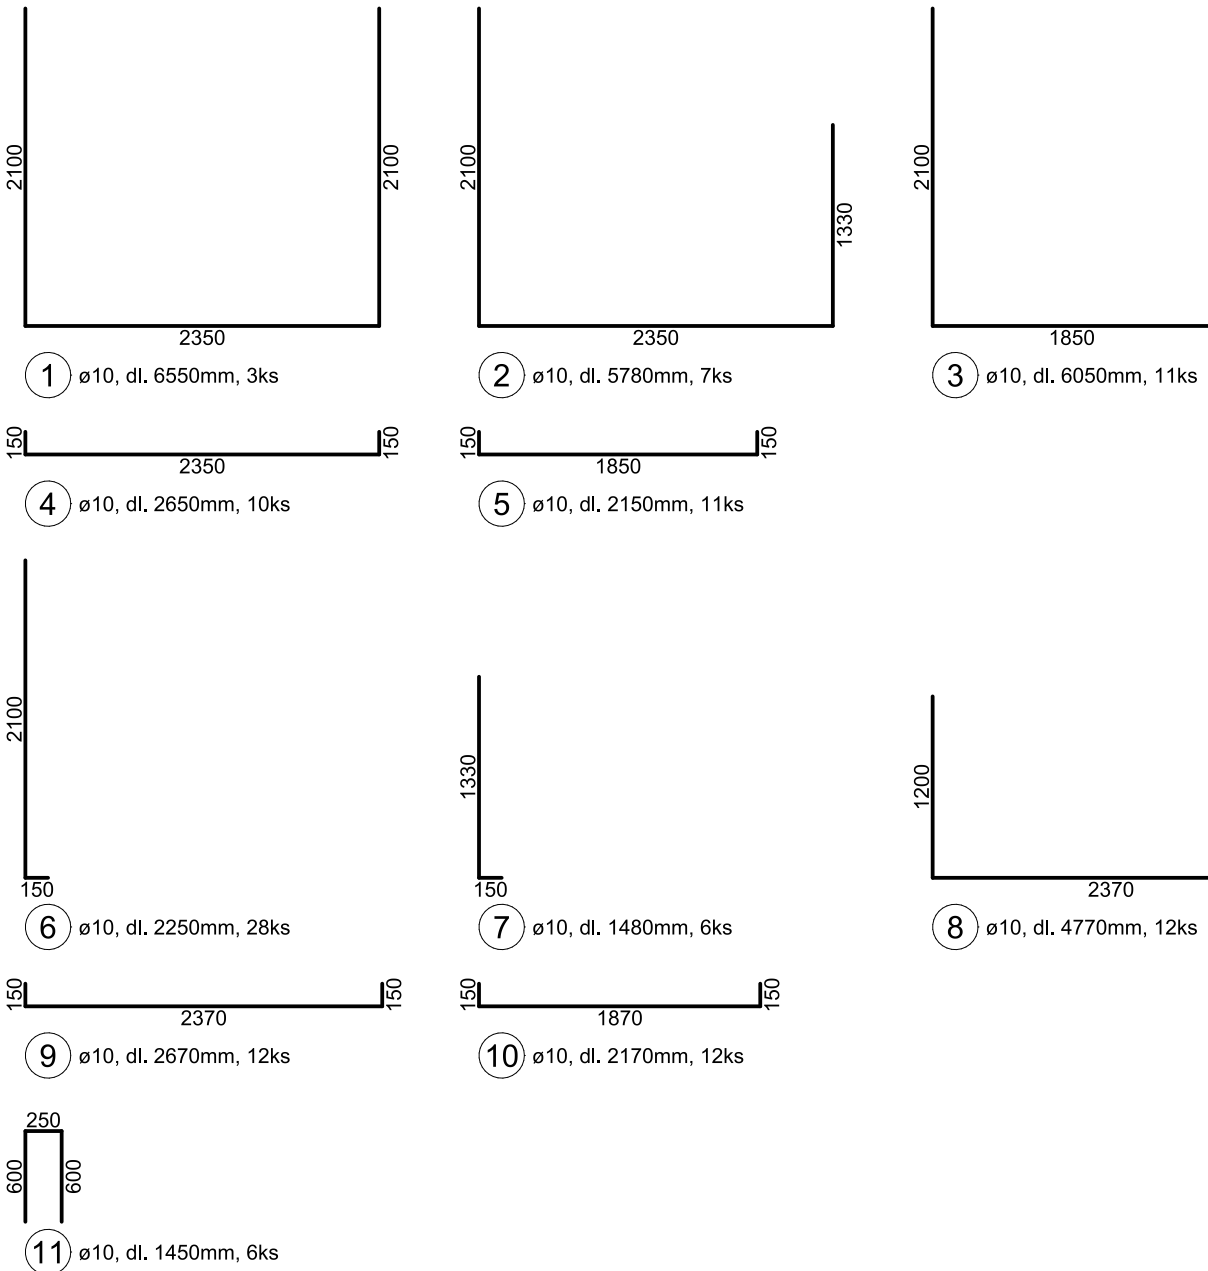 2100
2100
2350
1 ø10, dl. 6550mm, 3ks
2100
1330
2350
2 ø10, dl. 5780mm, 7ks
2100
1850
3 ø10, dl. 6050mm, 11ks
150
150
2350
4 ø10, dl. 2650mm, 10ks
150
150
1850
5 ø10, dl. 2150mm, 11ks
2100
150
6 ø10, dl. 2250mm, 28ks
1330
150
7 ø10, dl. 1480mm, 6ks
1200
2370
8 ø10, dl. 4770mm, 12ks
150
150
2370
9 ø10, dl. 2670mm, 12ks
150
150
1870
10 ø10, dl. 2170mm, 12ks
250
600
600
11 ø10, dl. 1450mm, 6ks